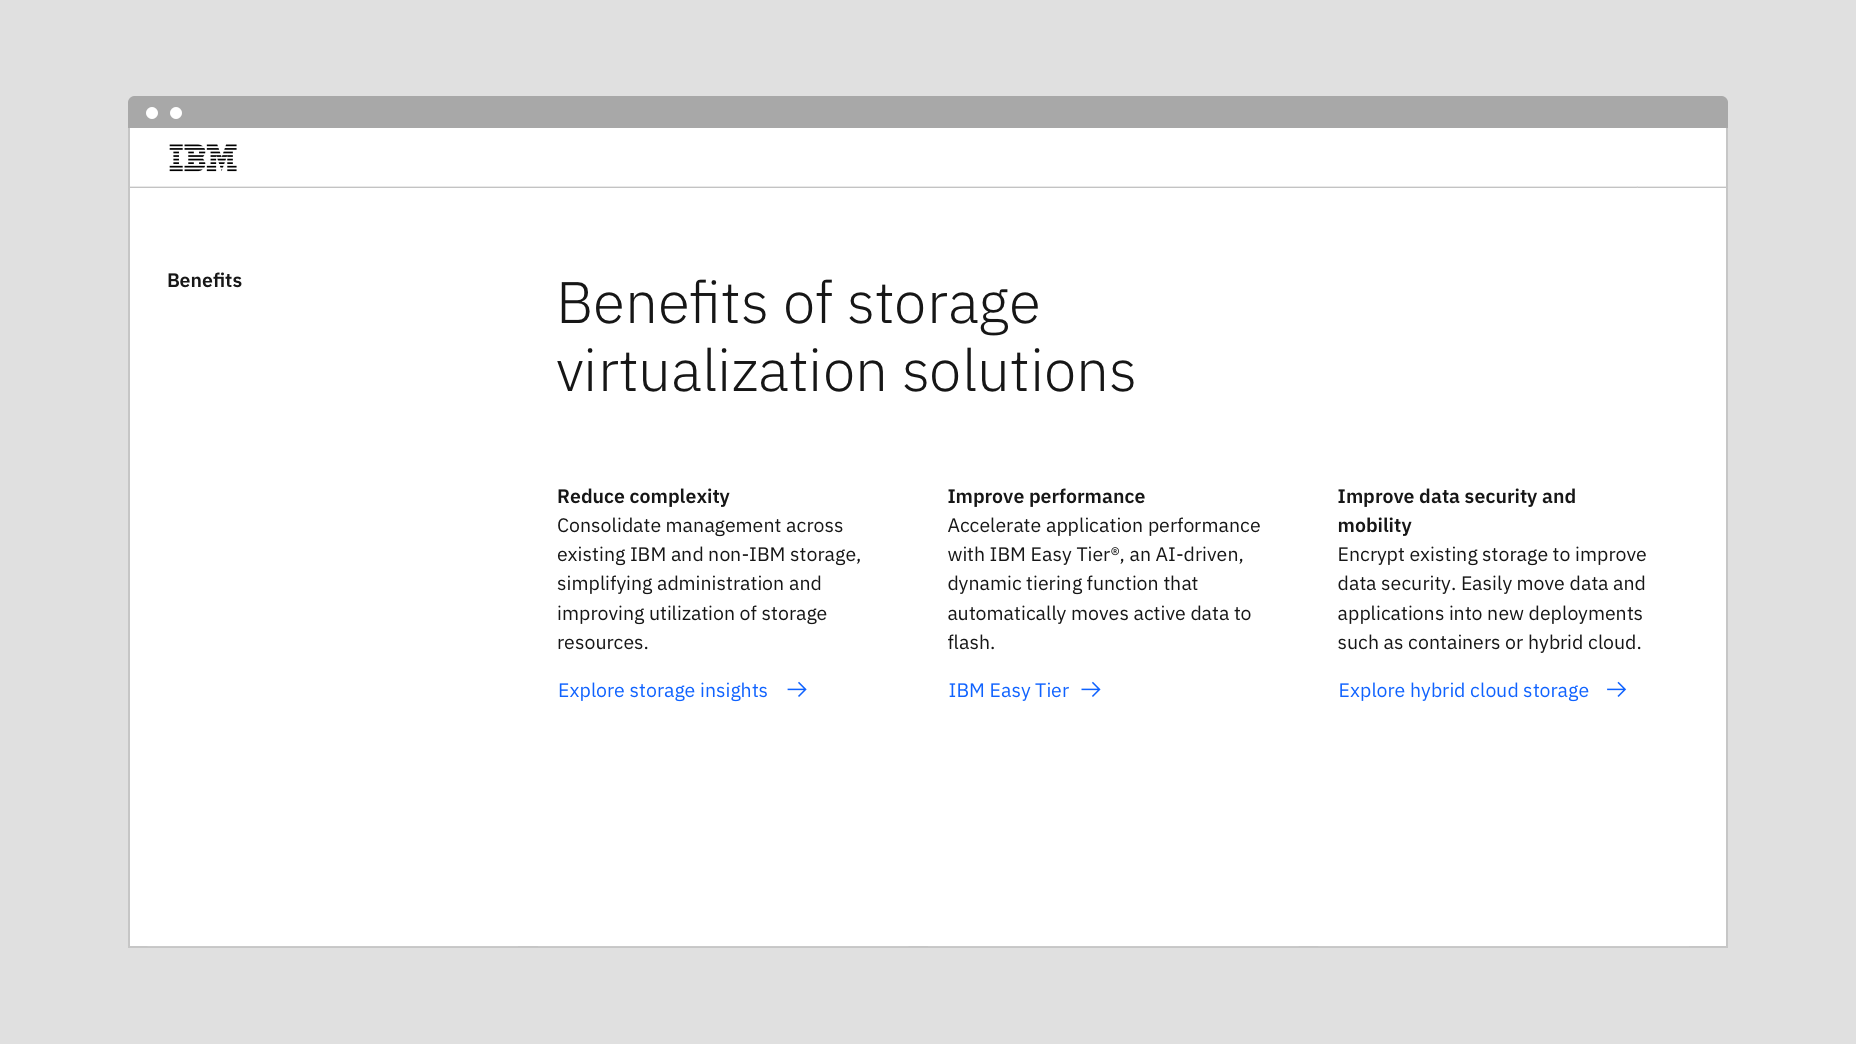 IBM
Benefits
Benefits of storage
virtualization solutions
Reduce complexity
Consolidate management across
existing IBM and non-IBM storage,
simplifying administration and
improving utilization of storage
resources.
Explore storage insights →
Improve performance
Accelerate application performance
with IBM Easy Tier®, an AI-driven,
dynamic tiering function that
automatically moves active data to
flash.
IBM Easy Tier →
Improve data security and
mobility
Encrypt existing storage to improve
data security. Easily move data and
applications into new deployments
such as containers or hybrid cloud.
Explore hybrid cloud storage →